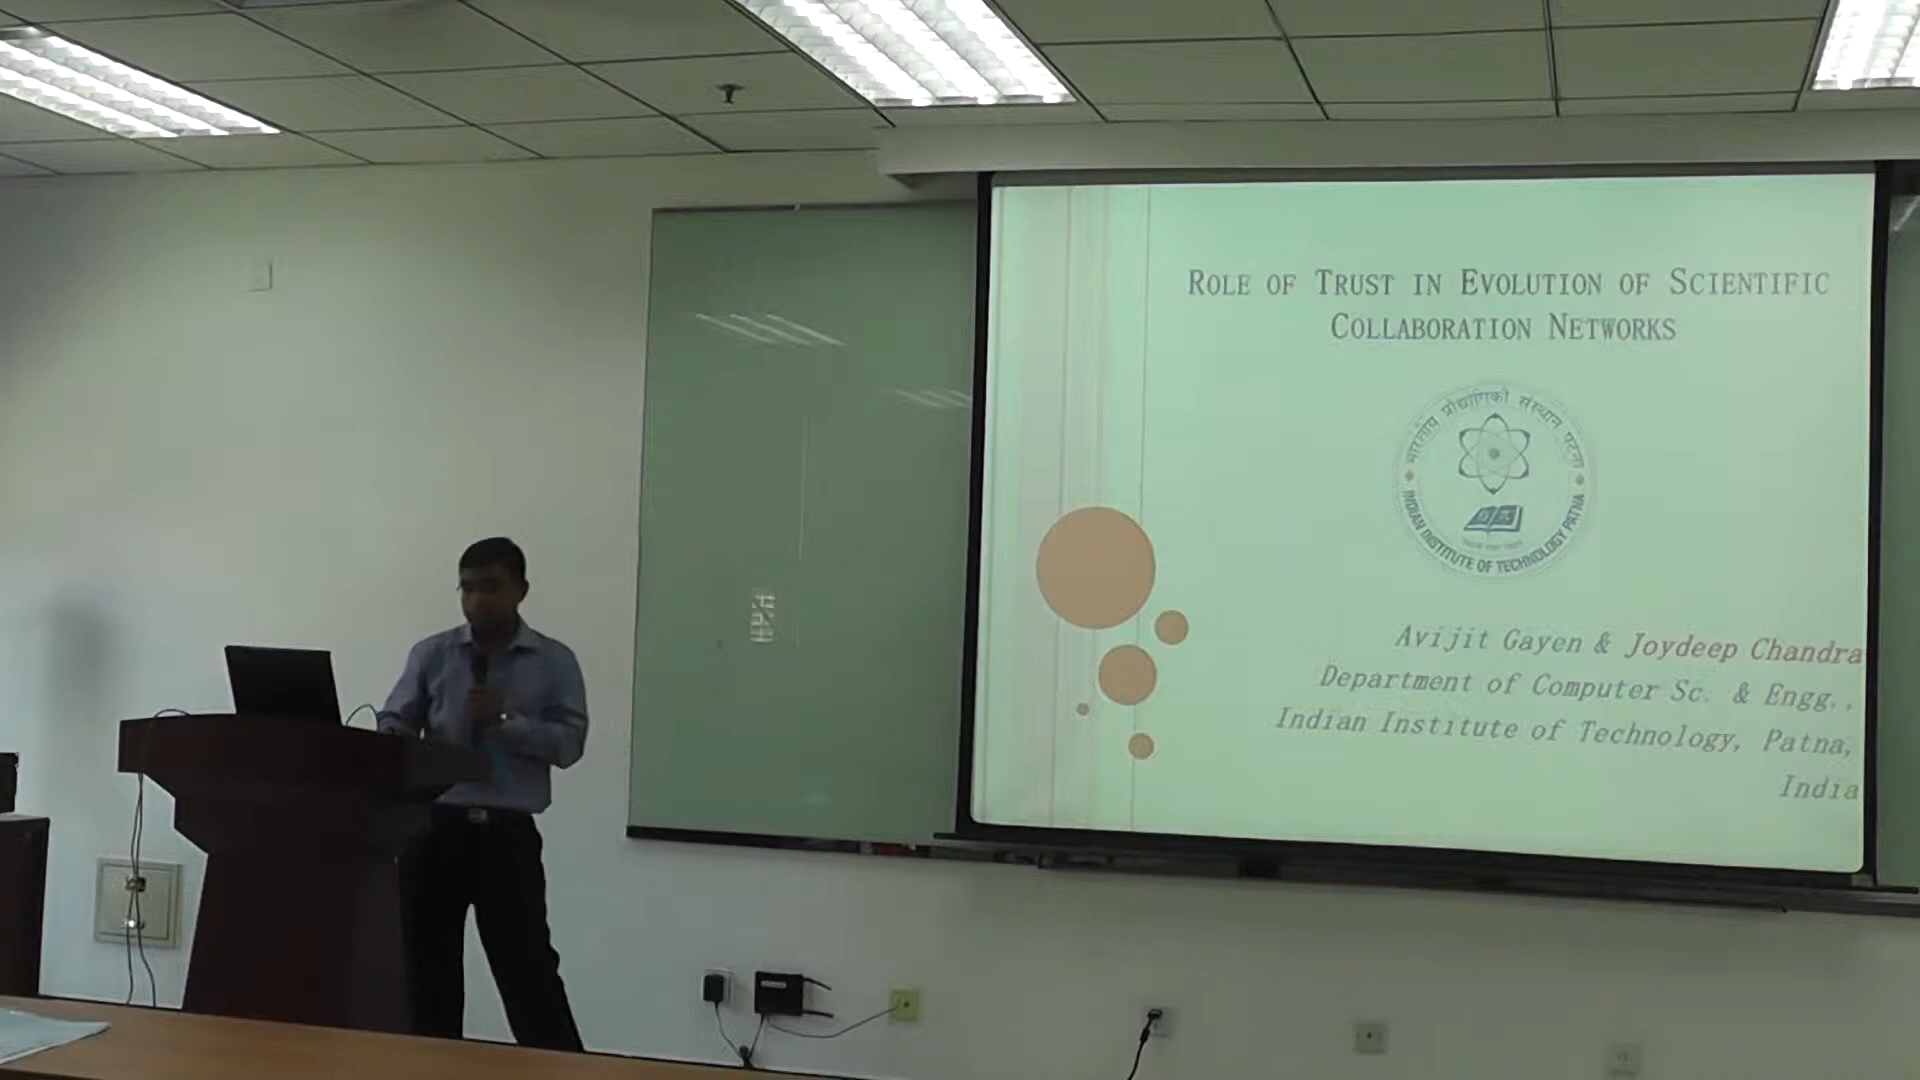 ROLE OF TRUST IN EVOLUTION OF SCIENTIFIC
COLLABORATION NETWORKS
भारतीय प्रौद्योगिकी संस्थान पटना
INDIAN INSTITUTE OF TECHNOLOGY PATNA
Avijit Gayen & Joydeep Chandra
Department of Computer Sc. & Engg.,
Indian Institute of Technology, Patna,
India